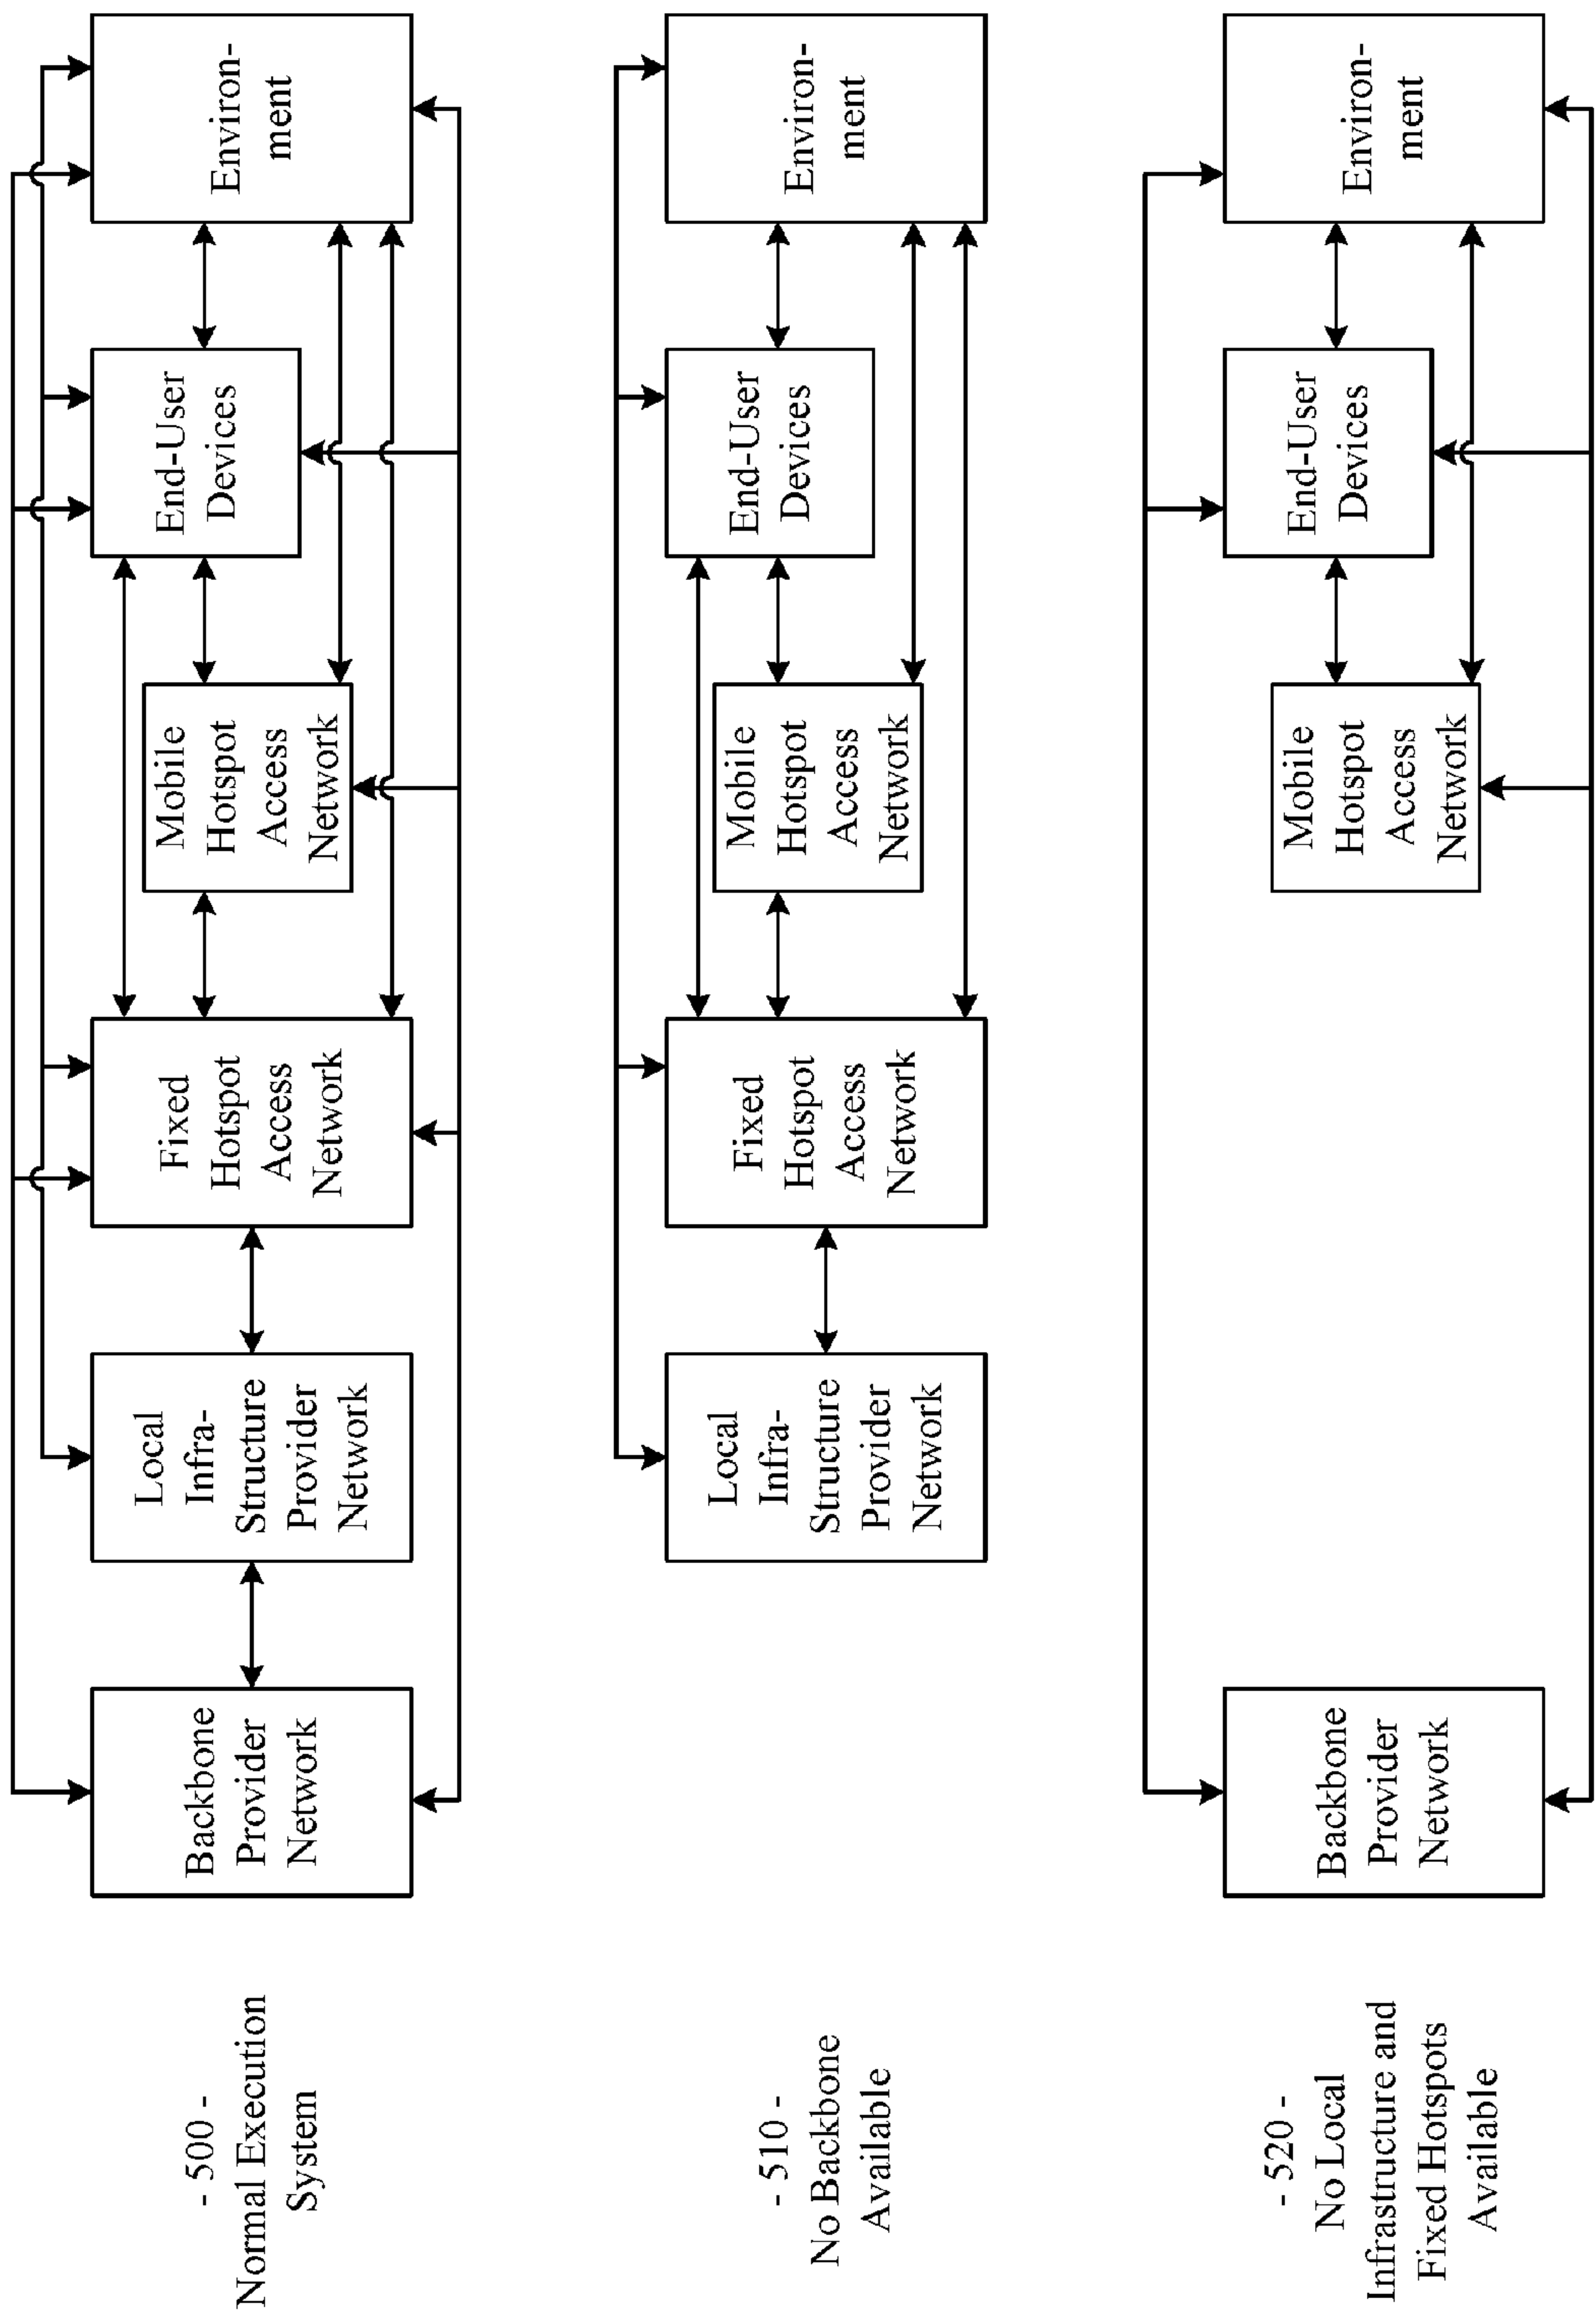 - 500 -
Normal Execution
System
Backbone
Provider
Network
Local
Infra-
Structure
Provider
Network
Fixed
Hotspot
Access
Network
Mobile
Hotspot
Access
Network
End-User
Devices
Environ-
ment
- 510 -
No Backbone
Available
Local
Infra-
Structure
Provider
Network
Fixed
Hotspot
Access
Network
Mobile
Hotspot
Access
Network
End-User
Devices
Environ-
ment
- 520 -
No Local
Infrastructure and
Fixed Hotspots
Available
Backbone
Provider
Network
Mobile
Hotspot
Access
Network
End-User
Devices
Environ-
ment